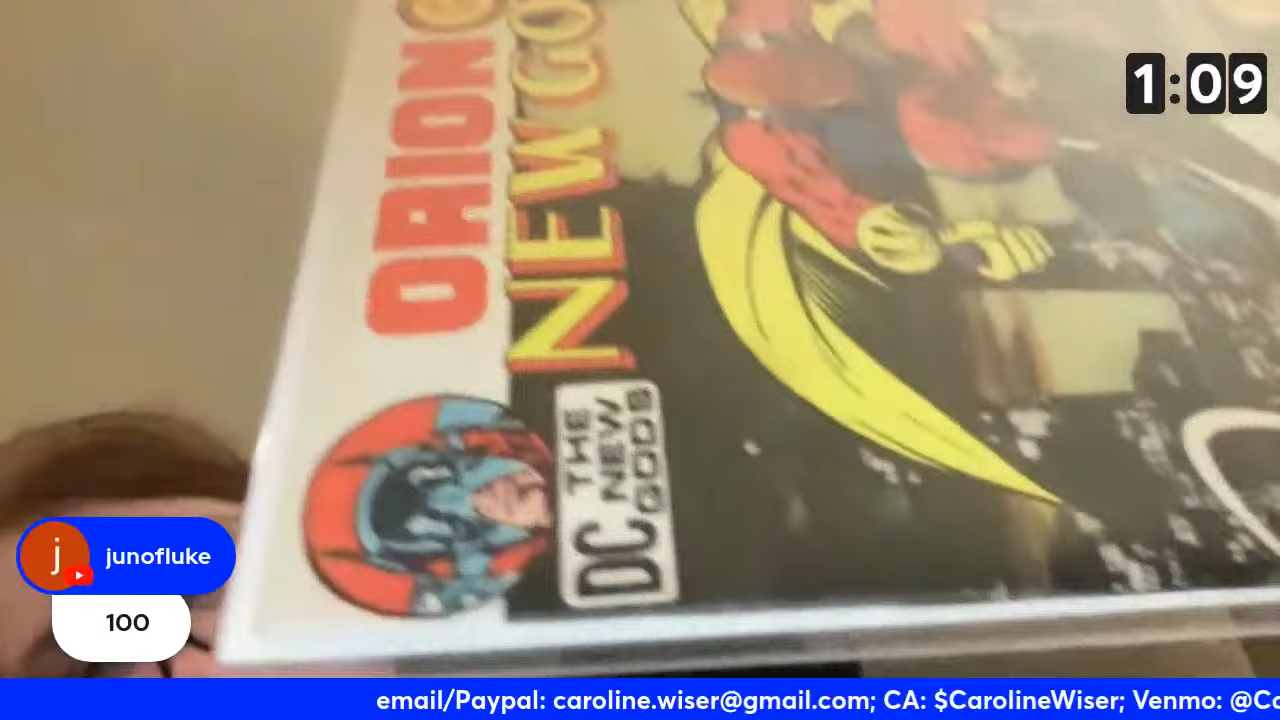 1:09
ORION
NEW GO
DC
THE
NEW
GODS
j
junofluke
100
email/Paypal: caroline.wiser@gmail.com; CA: $CarolineWiser; Venmo: @Ca